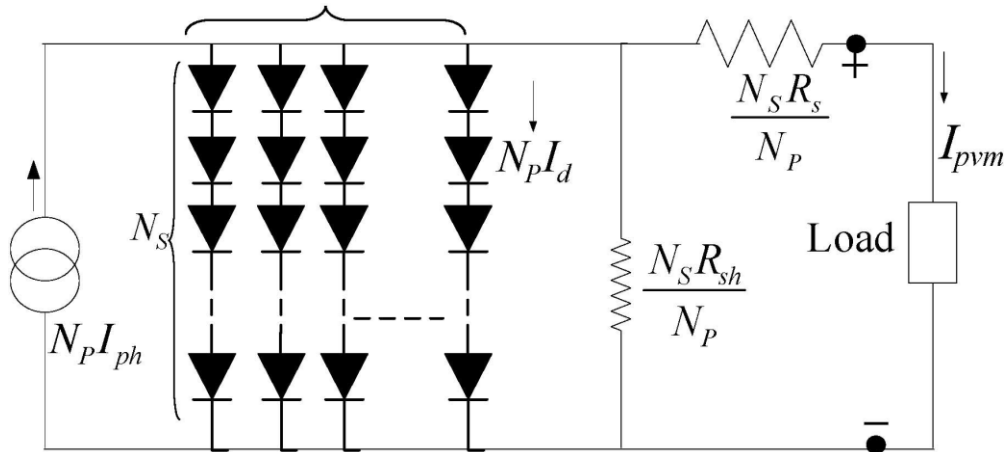 N_S R_s / N_P
+
I_pvm
N_P I_d
N_S
Load
N_S R_sh / N_P
N_P I_ph
−